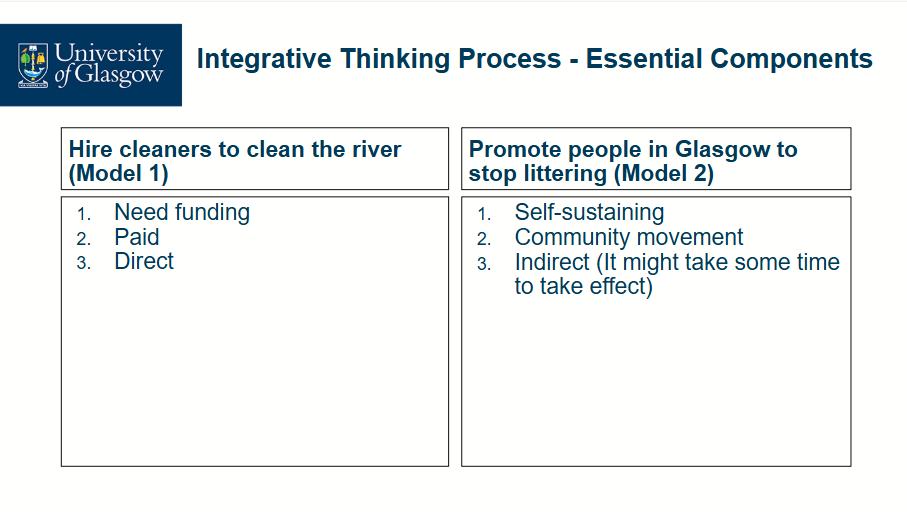 University
of Glasgow
Integrative Thinking Process - Essential Components
Hire cleaners to clean the river
(Model 1)
Promote people in Glasgow to
stop littering (Model 2)
1. Need funding
2. Paid
3. Direct
1. Self-sustaining
2. Community movement
3. Indirect (It might take some time
to take effect)